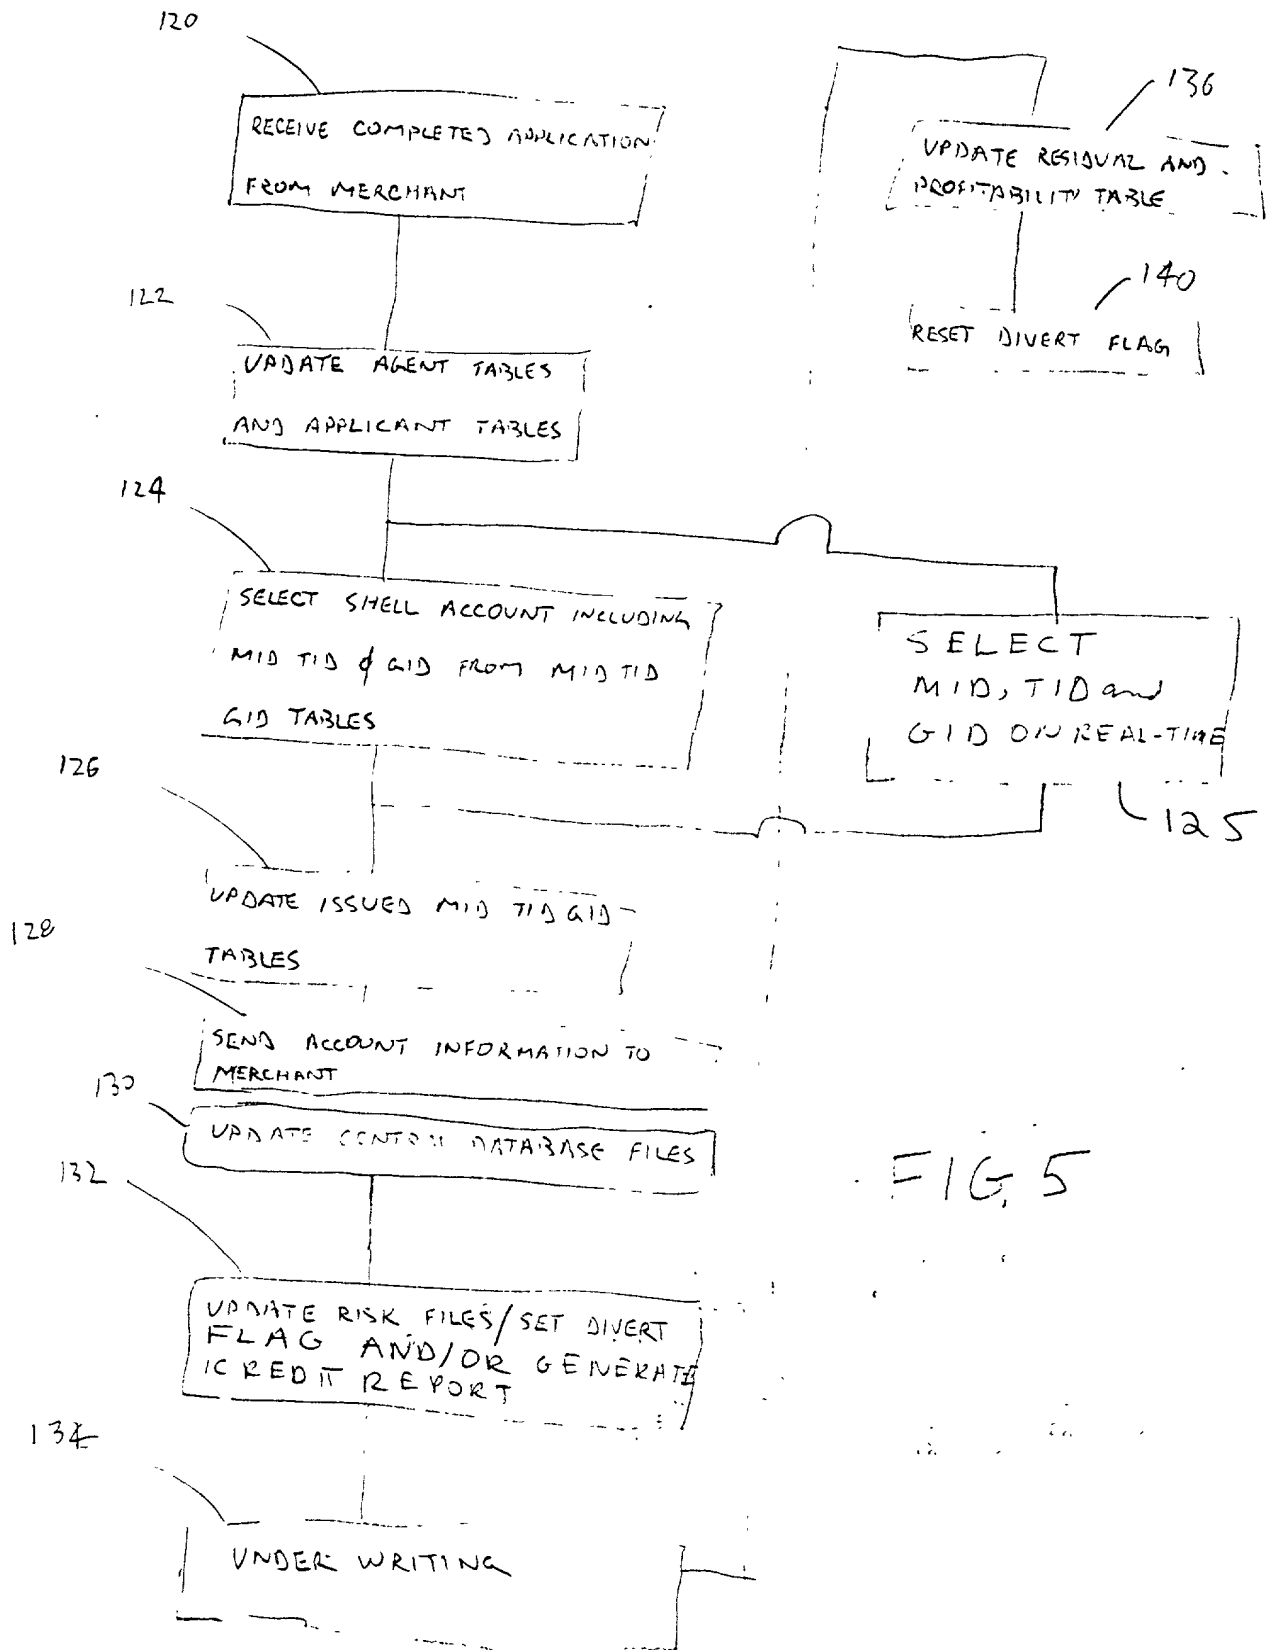 120
RECEIVE COMPLETED APPLICATION
FROM MERCHANT
122
UPDATE AGENT TABLES
AND APPLICANT TABLES
124
SELECT SHELL ACCOUNT INCLUDING
MID TID & GID FROM MID TID
GID TABLES
SELECT
MID, TID and
GID ON REAL-TIME
125
126
UPDATE ISSUED MID TID GID
TABLES
128
SEND ACCOUNT INFORMATION TO
MERCHANT
130
UPDATE CONTROL DATABASE FILES
132
UPDATE RISK FILES/SET DIVERT
FLAG AND/OR GENERATE
CREDIT REPORT
134
UNDER WRITING
136
UPDATE RESIDUAL AND
PROFITABILITY TABLE
140
RESET DIVERT FLAG
FIG. 5